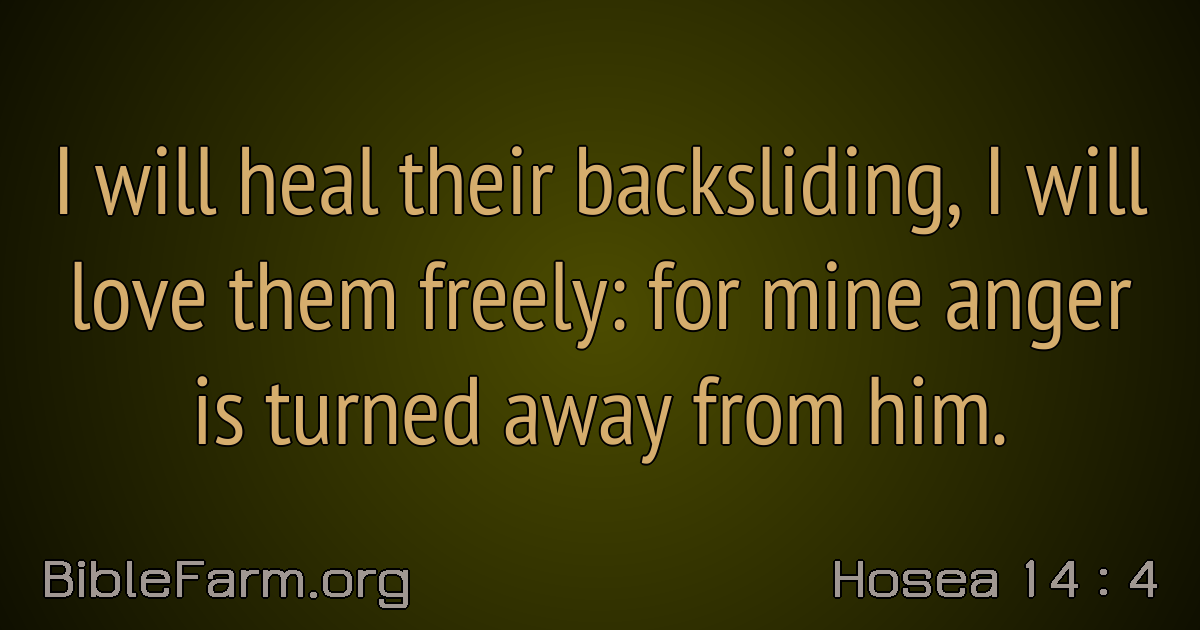 I will heal their backsliding, I will
love them freely: for mine anger
is turned away from him.
BibleFarm.org
Hosea 14 : 4